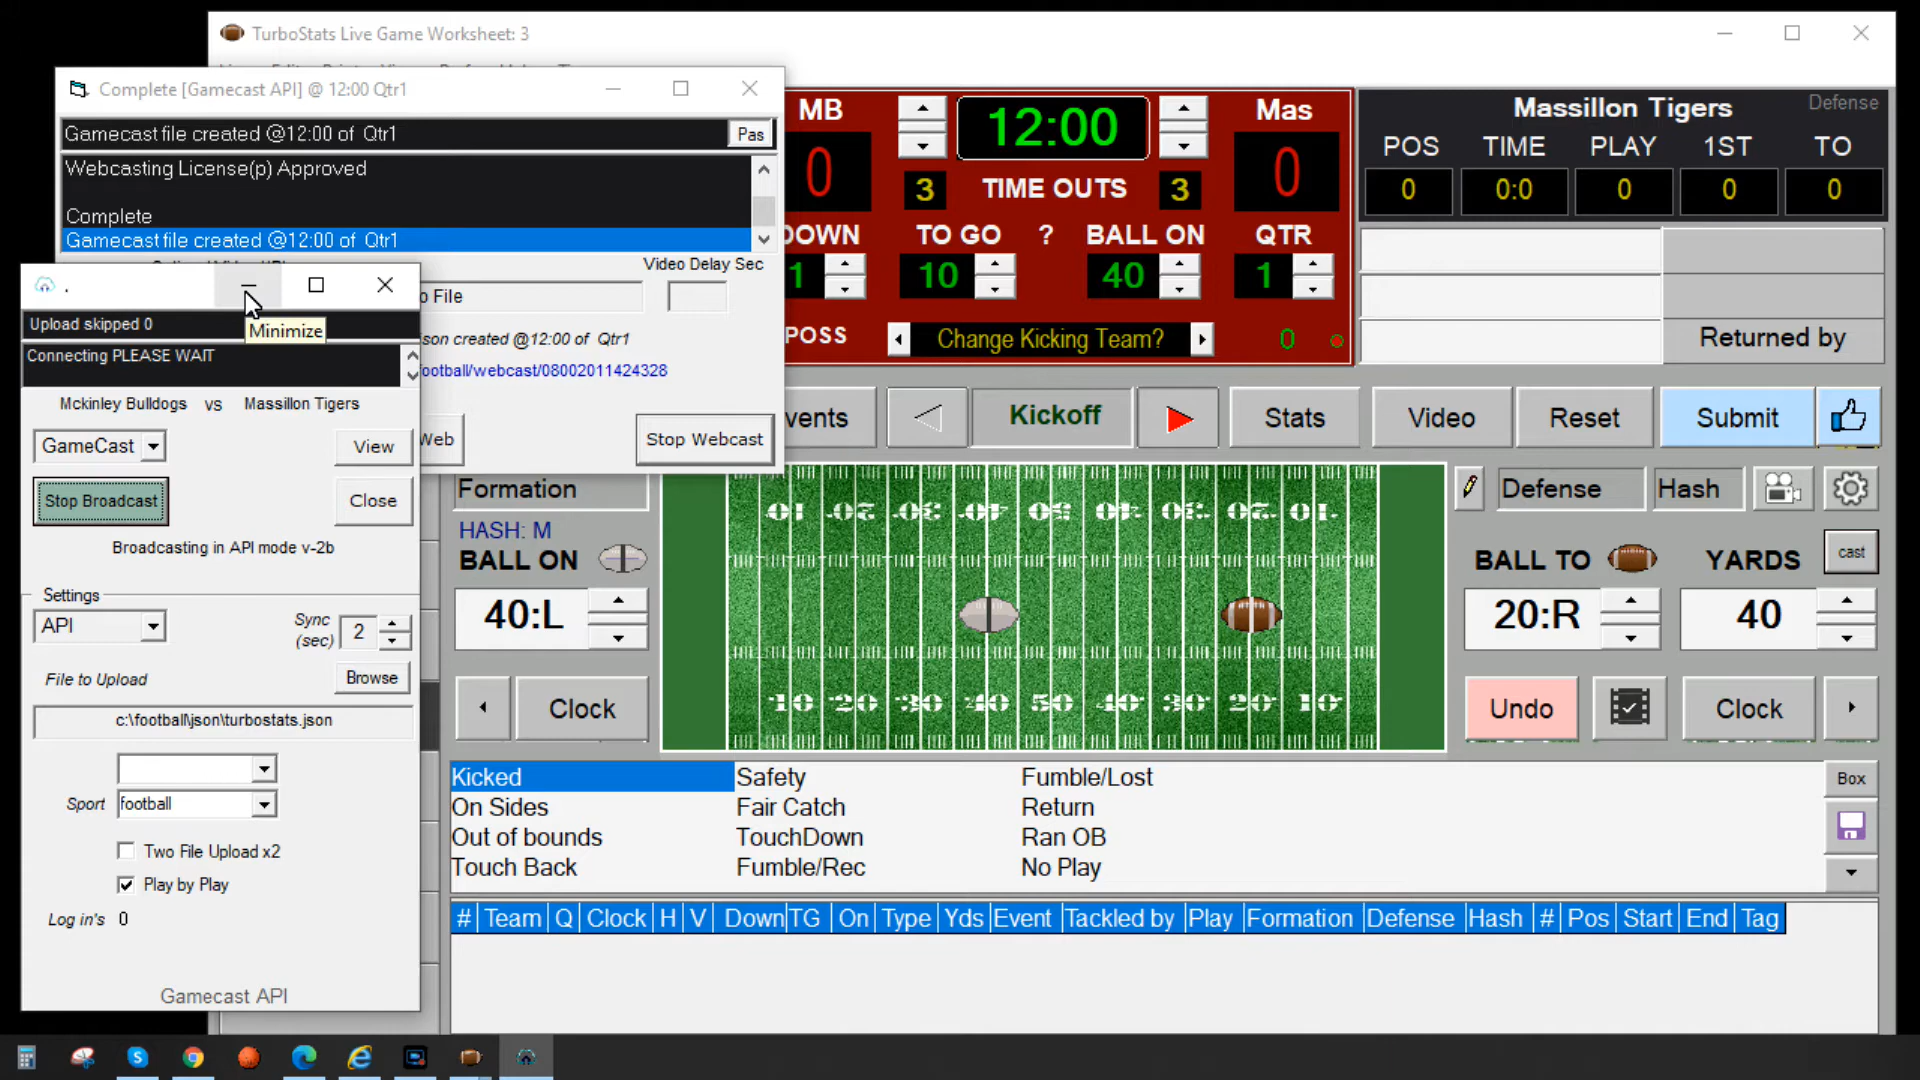 TurboStats Live Game Worksheet: 3
Complete [Gamecast API] @ 12:00 Qtr1
Gamecast file created @12:00 of Qtr1
Pas
Webcasting License(p) Approved
Complete
Gamecast file created @12:00 of Qtr1
Video Delay Sec
o File
son created @12:00 of Qtr1
football/webcast/08002011424328
Web
Stop Webcast
.
Upload skipped 0
Minimize
Connecting PLEASE WAIT
Mckinley Bulldogs vs Massillon Tigers
GameCast
View
Stop Broadcast
Close
Broadcasting in API mode v-2b
Settings
API
Sync (sec)
2
File to Upload
Browse
c:\football\json\turbostats.json
Sport
football
Two File Upload x2
Play by Play
Log in's 0
Gamecast API
MB
12:00
Mas
0
3
TIME OUTS
3
0
DOWN
TO GO
?
BALL ON
QTR
1
10
40
1
POSS
Change Kicking Team?
0
Massillon Tigers
Defense
POS TIME PLAY 1ST TO
0 0:0 0 0 0
Returned by
vents
Kickoff
Stats
Video
Reset
Submit
Formation
HASH: M
BALL ON
40:L
Clock
10 20 30 40 50 40 30 20 10
10 20 30 40 50 40 30 20 10
Defense
Hash
BALL TO
YARDS
cast
20:R
40
Undo
Clock
Kicked Safety Fumble/Lost
On Sides Fair Catch Return
Out of bounds TouchDown Ran OB
Touch Back Fumble/Rec No Play
Box
# Team Q Clock H V Down TG On Type Yds Event Tackled by Play Formation Defense Hash # Pos Start End Tag